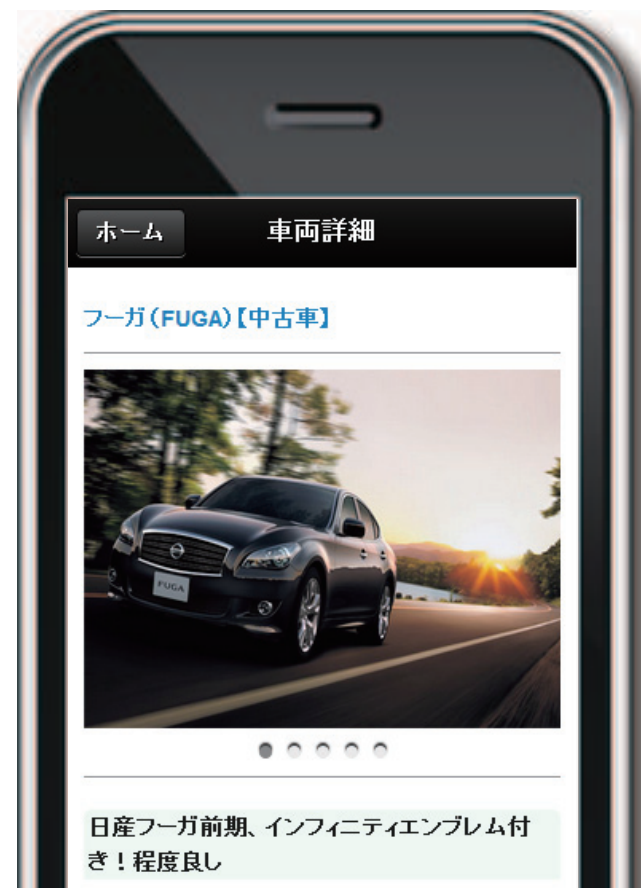 ホーム
車両詳細
フーガ（FUGA）【中古車】
FUGA
日産フーガ前期、インフィニティエンブレム付
き！程度良し